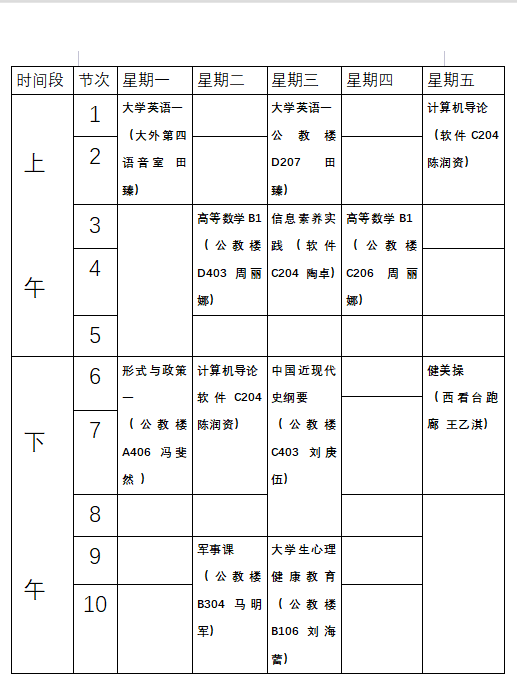 时间段 节次 星期一 星期二 星期三 星期四 星期五
上
午
1
2
3
4
5
大学英语一
（大外第四
语音室 田
臻）
大学英语一
公教楼
D207 田
臻）
计算机导论
（软件 C204
陈润资）
高等数学 B1
（公教楼
D403 周丽
娜）
信息素养实
践（软件
C204 陶卓）
高等数学 B1
（公教楼
C206 周丽
娜）
下
午
6
7
8
9
10
形式与政策
一
（公教楼
A406 冯斐
然 ）
计算机导论
软件 C204
陈润资）
中国近现代
史纲要
（公教楼
C403 刘庚
伍）
健美操
（西看台跑
廊 王乙淇）
军事课
（公教楼
B304 马明
军）
大学生心理
健康教育
（公教楼
B106 刘海
蕾）